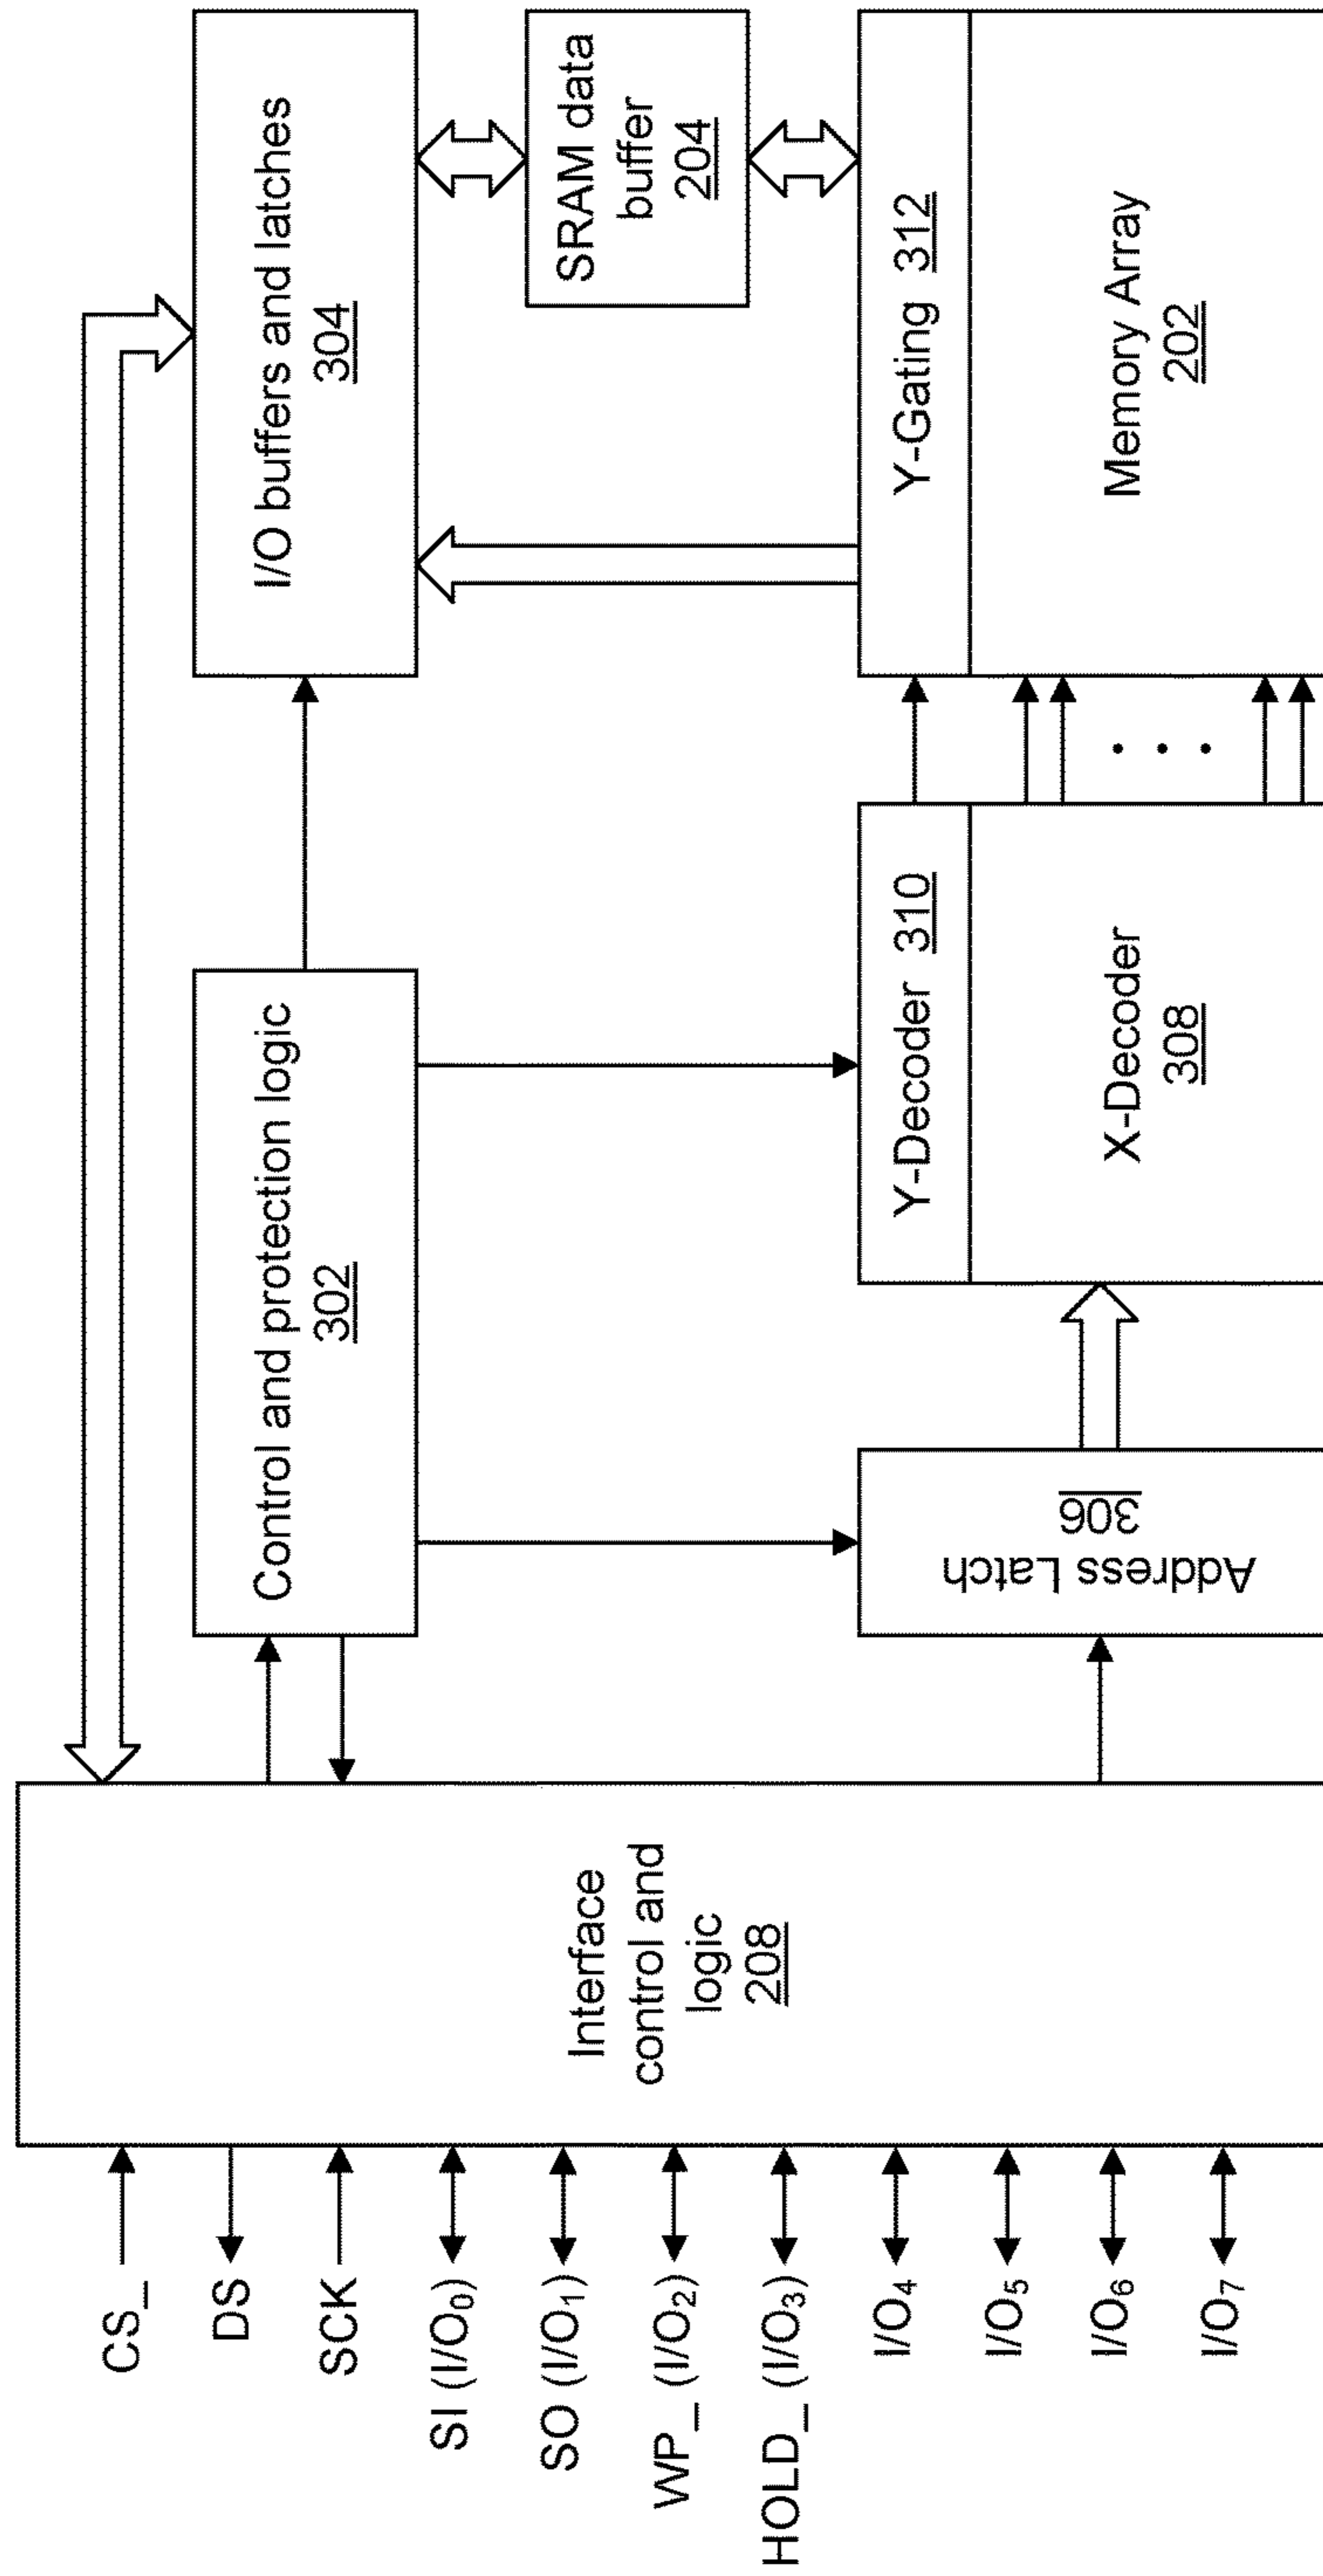 CS_
DS
SCK
SI (I/O₀)
SO (I/O₁)
WP_ (I/O₂)
HOLD_ (I/O₃)
I/O₄
I/O₅
I/O₆
I/O₇
Interface
control and
logic
208
Control and protection logic
302
I/O buffers and latches
304
SRAM data
buffer
204
Address Latch
306
Y-Decoder 310
X-Decoder
308
Y-Gating 312
Memory Array
202